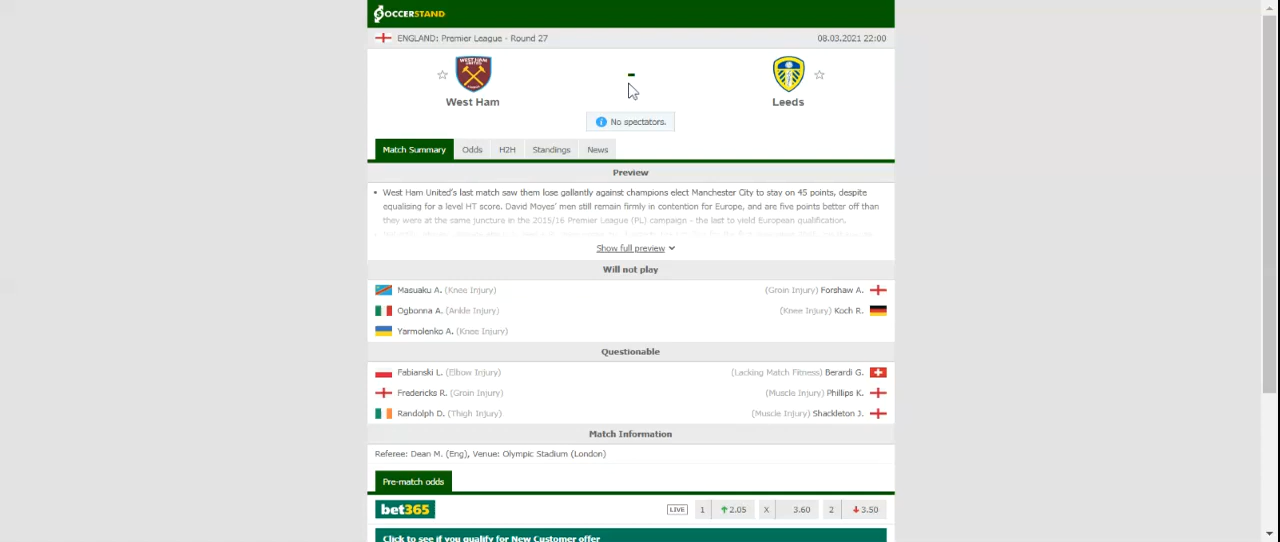 SOCCERSTAND
ENGLAND: Premier League - Round 27
08.03.2021 22:00
WEST HAM UNITED
-
West Ham
Leeds
No spectators.
Match Summary
Odds
H2H
Standings
News
Preview
• West Ham United's last match saw them lose gallantly against champions elect Manchester City to stay on 45 points, despite
equalising for a level HT score. David Moyes' men still remain firmly in contention for Europe, and are five points better off than
they were at the same juncture in the 2015/16 Premier League (PL) campaign - the last to yield European qualification.
Show full preview
Will not play
Masuaku A. (Knee Injury)
(Groin Injury) Forshaw A.
Ogbonna A. (Ankle Injury)
(Knee Injury) Koch R.
Yarmolenko A. (Knee Injury)
Questionable
Fabianski L. (Elbow Injury)
(Lacking Match Fitness) Berardi G.
Fredericks R. (Groin Injury)
(Muscle Injury) Phillips K.
Randolph D. (Thigh Injury)
(Muscle Injury) Shackleton J.
Match Information
Referee: Dean M. (Eng), Venue: Olympic Stadium (London)
Pre-match odds
bet365
LIVE
1 2.05
X 3.60
2 3.50
Click to see if you qualify for New Customer offer